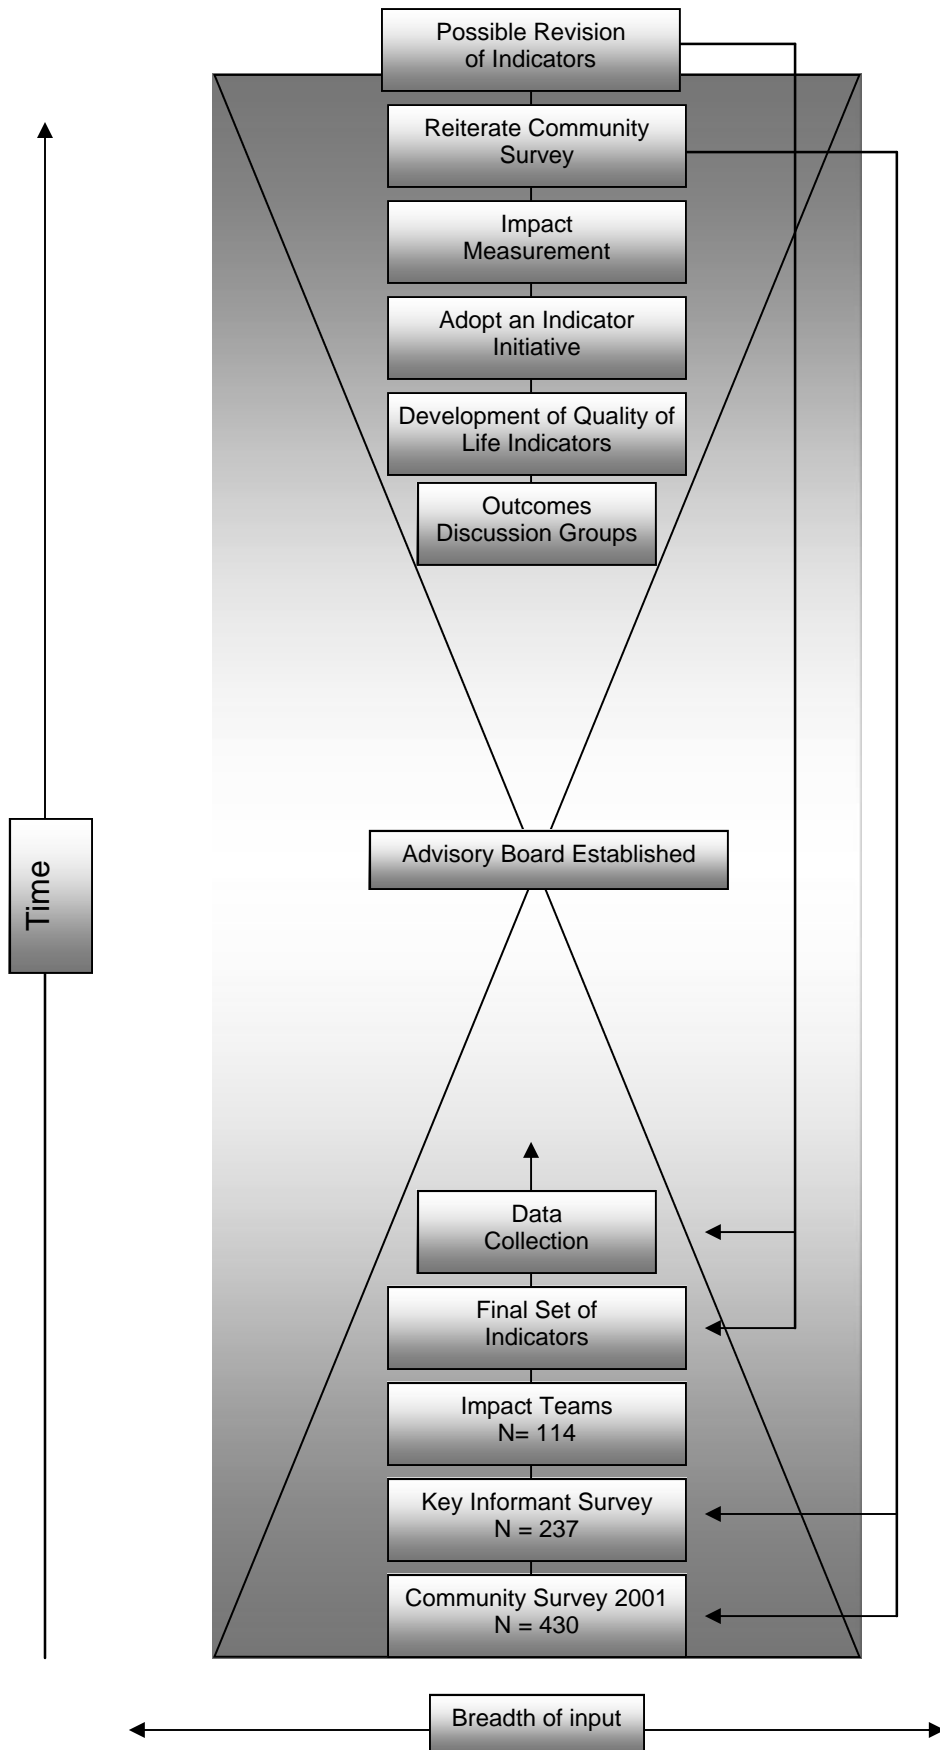 Possible Revision
of Indicators
Reiterate Community
Survey
Impact
Measurement
Adopt an Indicator
Initiative
Development of Quality of
Life Indicators
Outcomes
Discussion Groups
Advisory Board Established
Time
Data
Collection
Final Set of
Indicators
Impact Teams
N= 114
Key Informant Survey
N = 237
Community Survey 2001
N = 430
Breadth of input